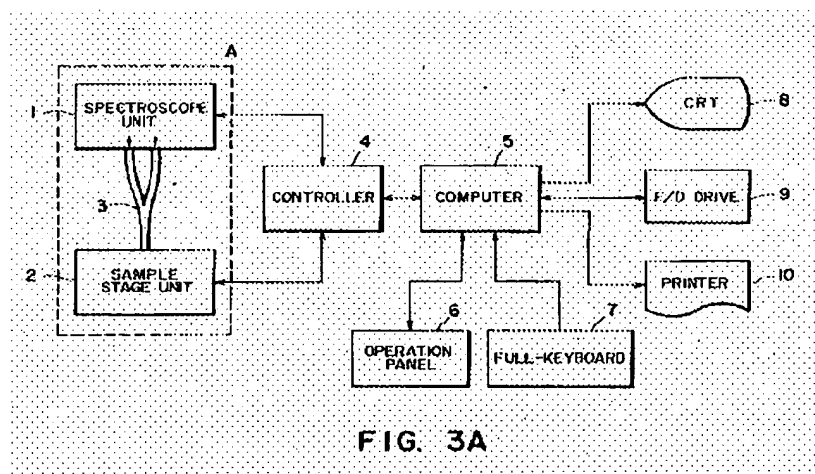 A
1
SPECTROSCOPE
UNIT
3
2
SAMPLE
STAGE UNIT
4
CONTROLLER
5
COMPUTER
6
OPERATION
PANEL
7
FULL-KEYBOARD
CRT
8
F/D DRIVE
9
PRINTER
10
FIG. 3A